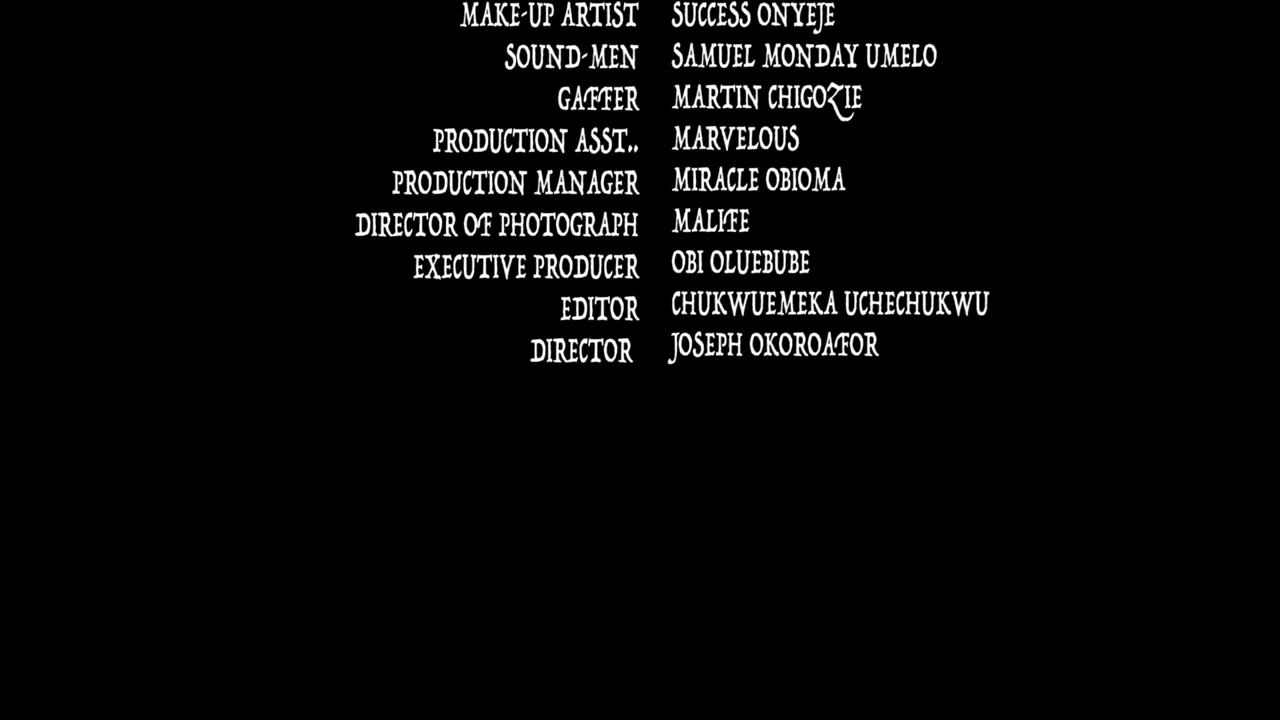 MAKE-UP ARTIST SUCCESS ONYEJE
SOUND-MEN SAMUEL MONDAY UMELO
GAFFER MARTIN CHIGOZIE
PRODUCTION ASST.. MARVELOUS
PRODUCTION MANAGER MIRACLE OBIOMA
DIRECTOR OF PHOTOGRAPH MALIFE
EXECUTIVE PRODUCER OBI OLUEBUBE
EDITOR CHUKWUEMEKA UCHECHUKWU
DIRECTOR JOSEPH OKOROAFOR